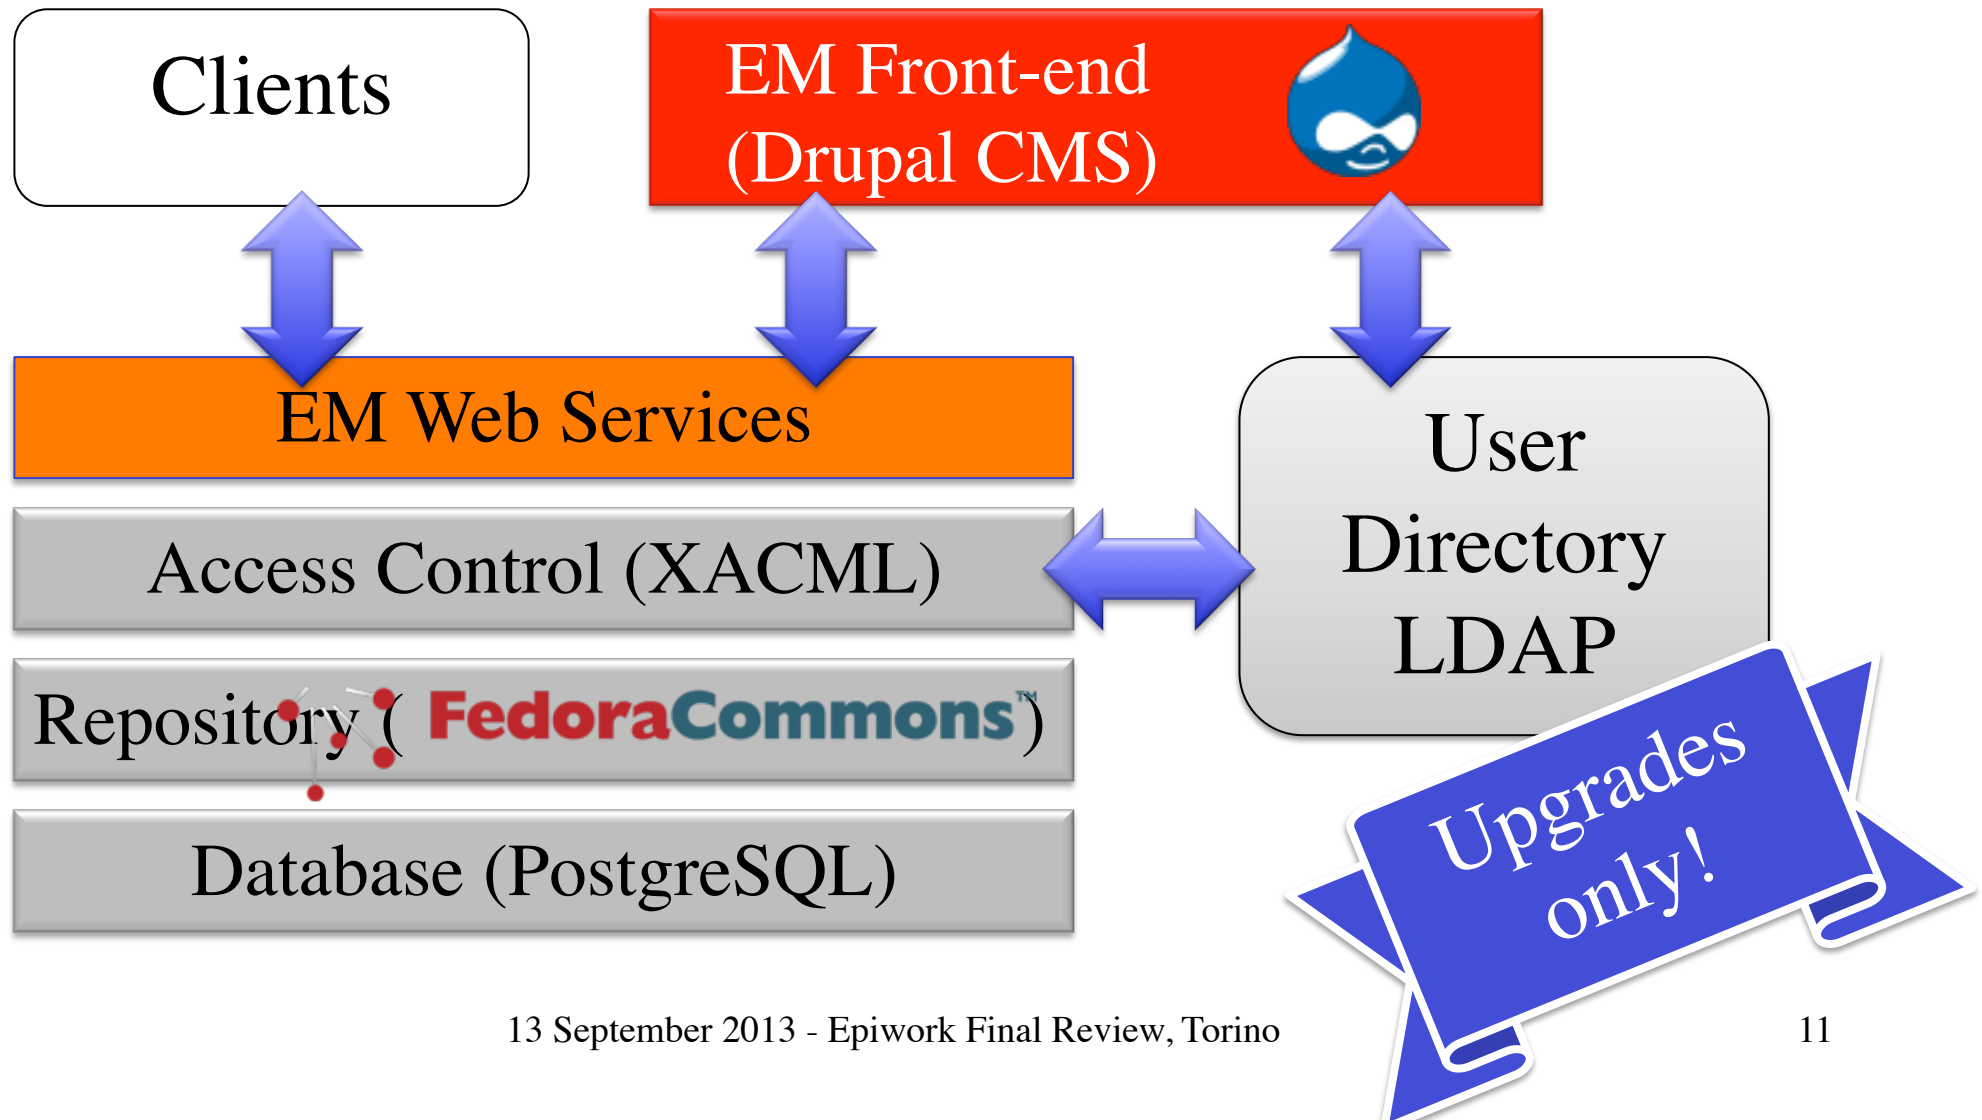 Clients
EM Front-end
(Drupal CMS)
EM Web Services
User
Directory
LDAP
Access Control (XACML)
Repository ( FedoraCommons™)
Database (PostgreSQL)
Upgrades
only!
13 September 2013 - Epiwork Final Review, Torino
11